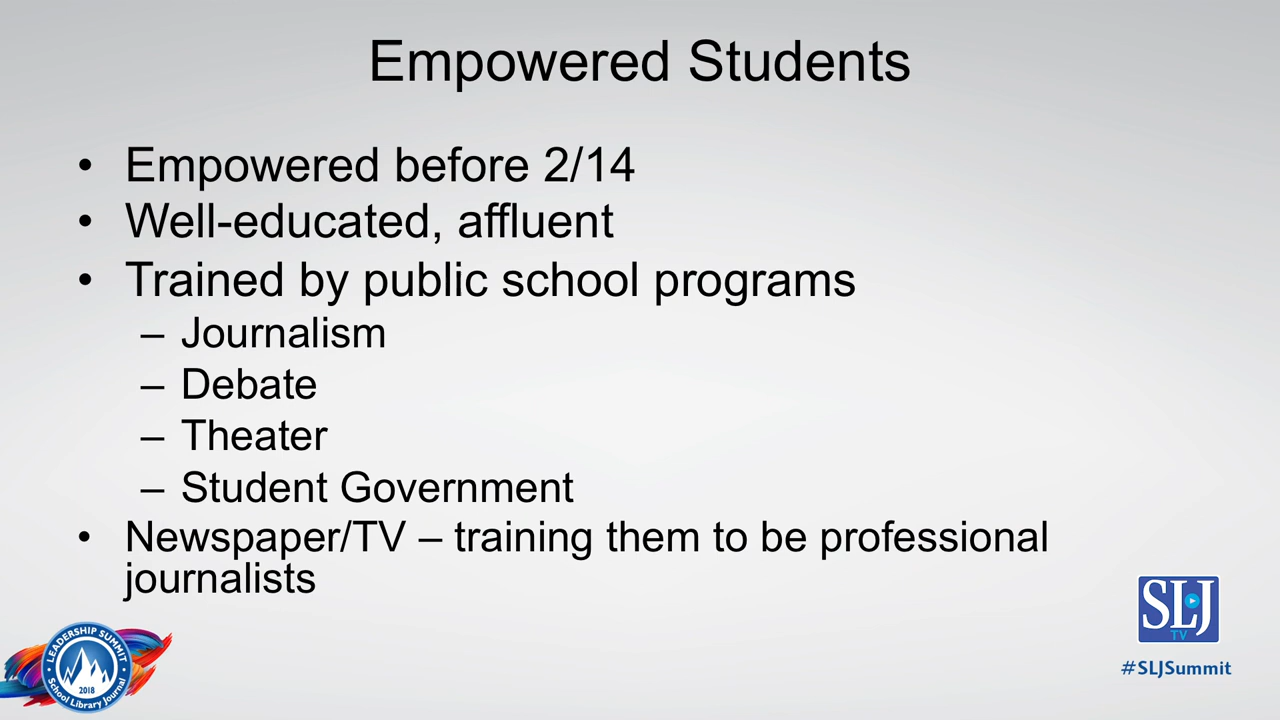 Empowered Students
• Empowered before 2/14
• Well-educated, affluent
• Trained by public school programs
– Journalism
– Debate
– Theater
– Student Government
• Newspaper/TV – training them to be professional
journalists
SLJ
TV
#SLJSummit
LEADERSHIP SUMMIT
2018
School Library Journal